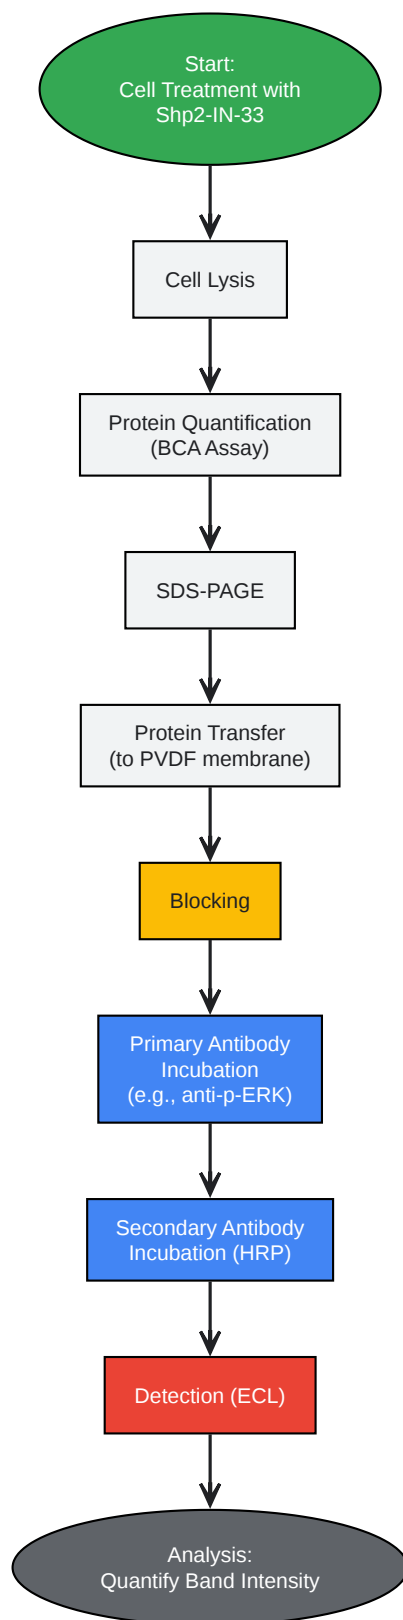 Start:
Cell Treatment with
Shp2-IN-33
Cell Lysis
Protein Quantification
(BCA Assay)
SDS-PAGE
Protein Transfer
(to PVDF membrane)
Blocking
Primary Antibody
Incubation
(e.g., anti-p-ERK)
Secondary Antibody
Incubation (HRP)
Detection (ECL)
Analysis:
Quantify Band Intensity